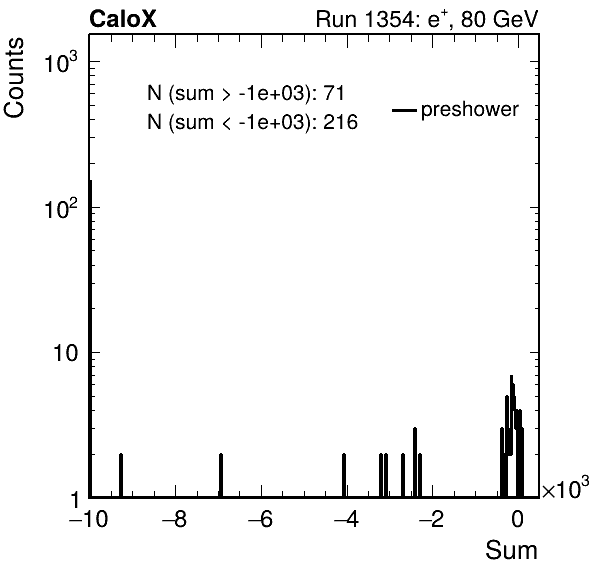 CaloX Run 1354: e⁺, 80 GeV
Counts
10³
N (sum > -1e+03): 71
N (sum < -1e+03): 216
preshower
10²
10
1
−10 −8 −6 −4 −2 0 ×10³
Sum